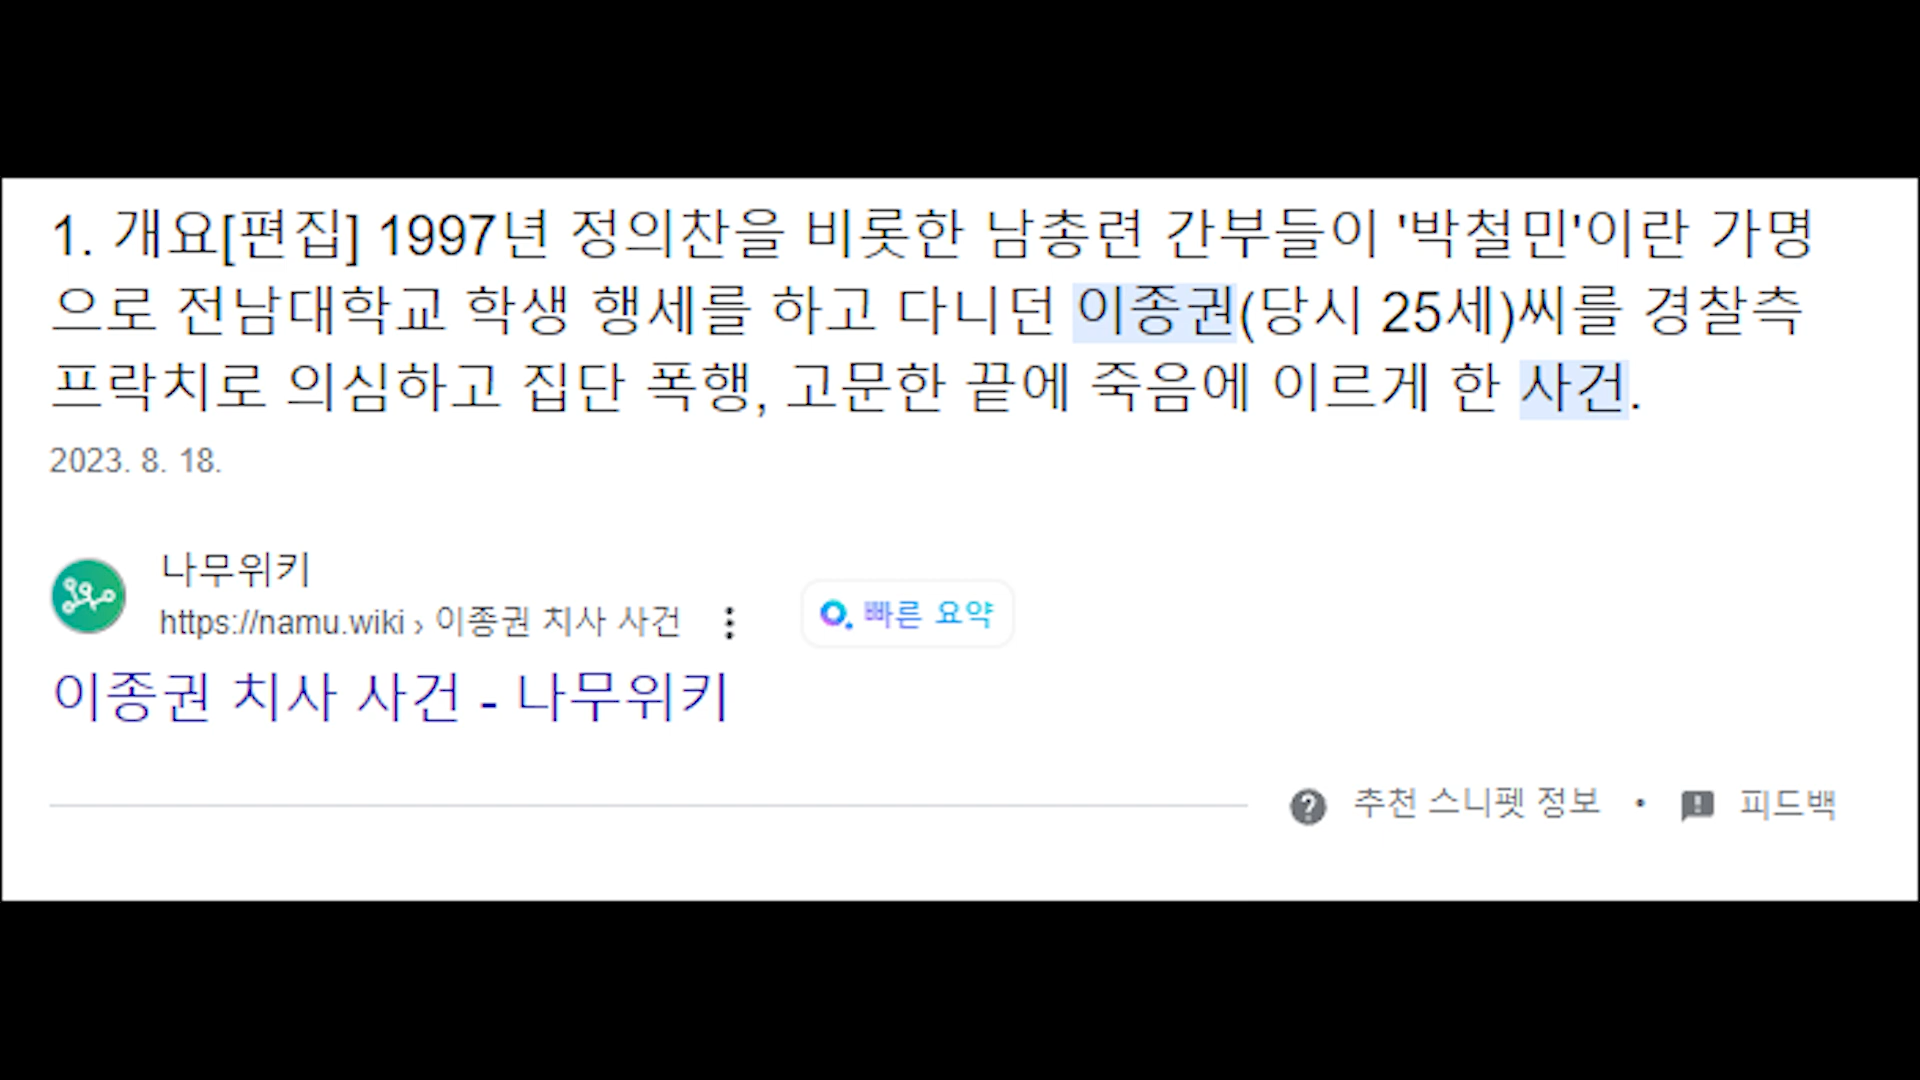 1. 개요[편집] 1997년 정의찬을 비롯한 남총련 간부들이 '박철민'이란 가명
으로 전남대학교 학생 행세를 하고 다니던 이종권(당시 25세)씨를 경찰측
프락치로 의심하고 집단 폭행, 고문한 끝에 죽음에 이르게 한 사건.
2023. 8. 18.
나무위키
https://namu.wiki › 이종권 치사 사건
빠른 요약
이종권 치사 사건 - 나무위키
추천 스니펫 정보 • 피드백